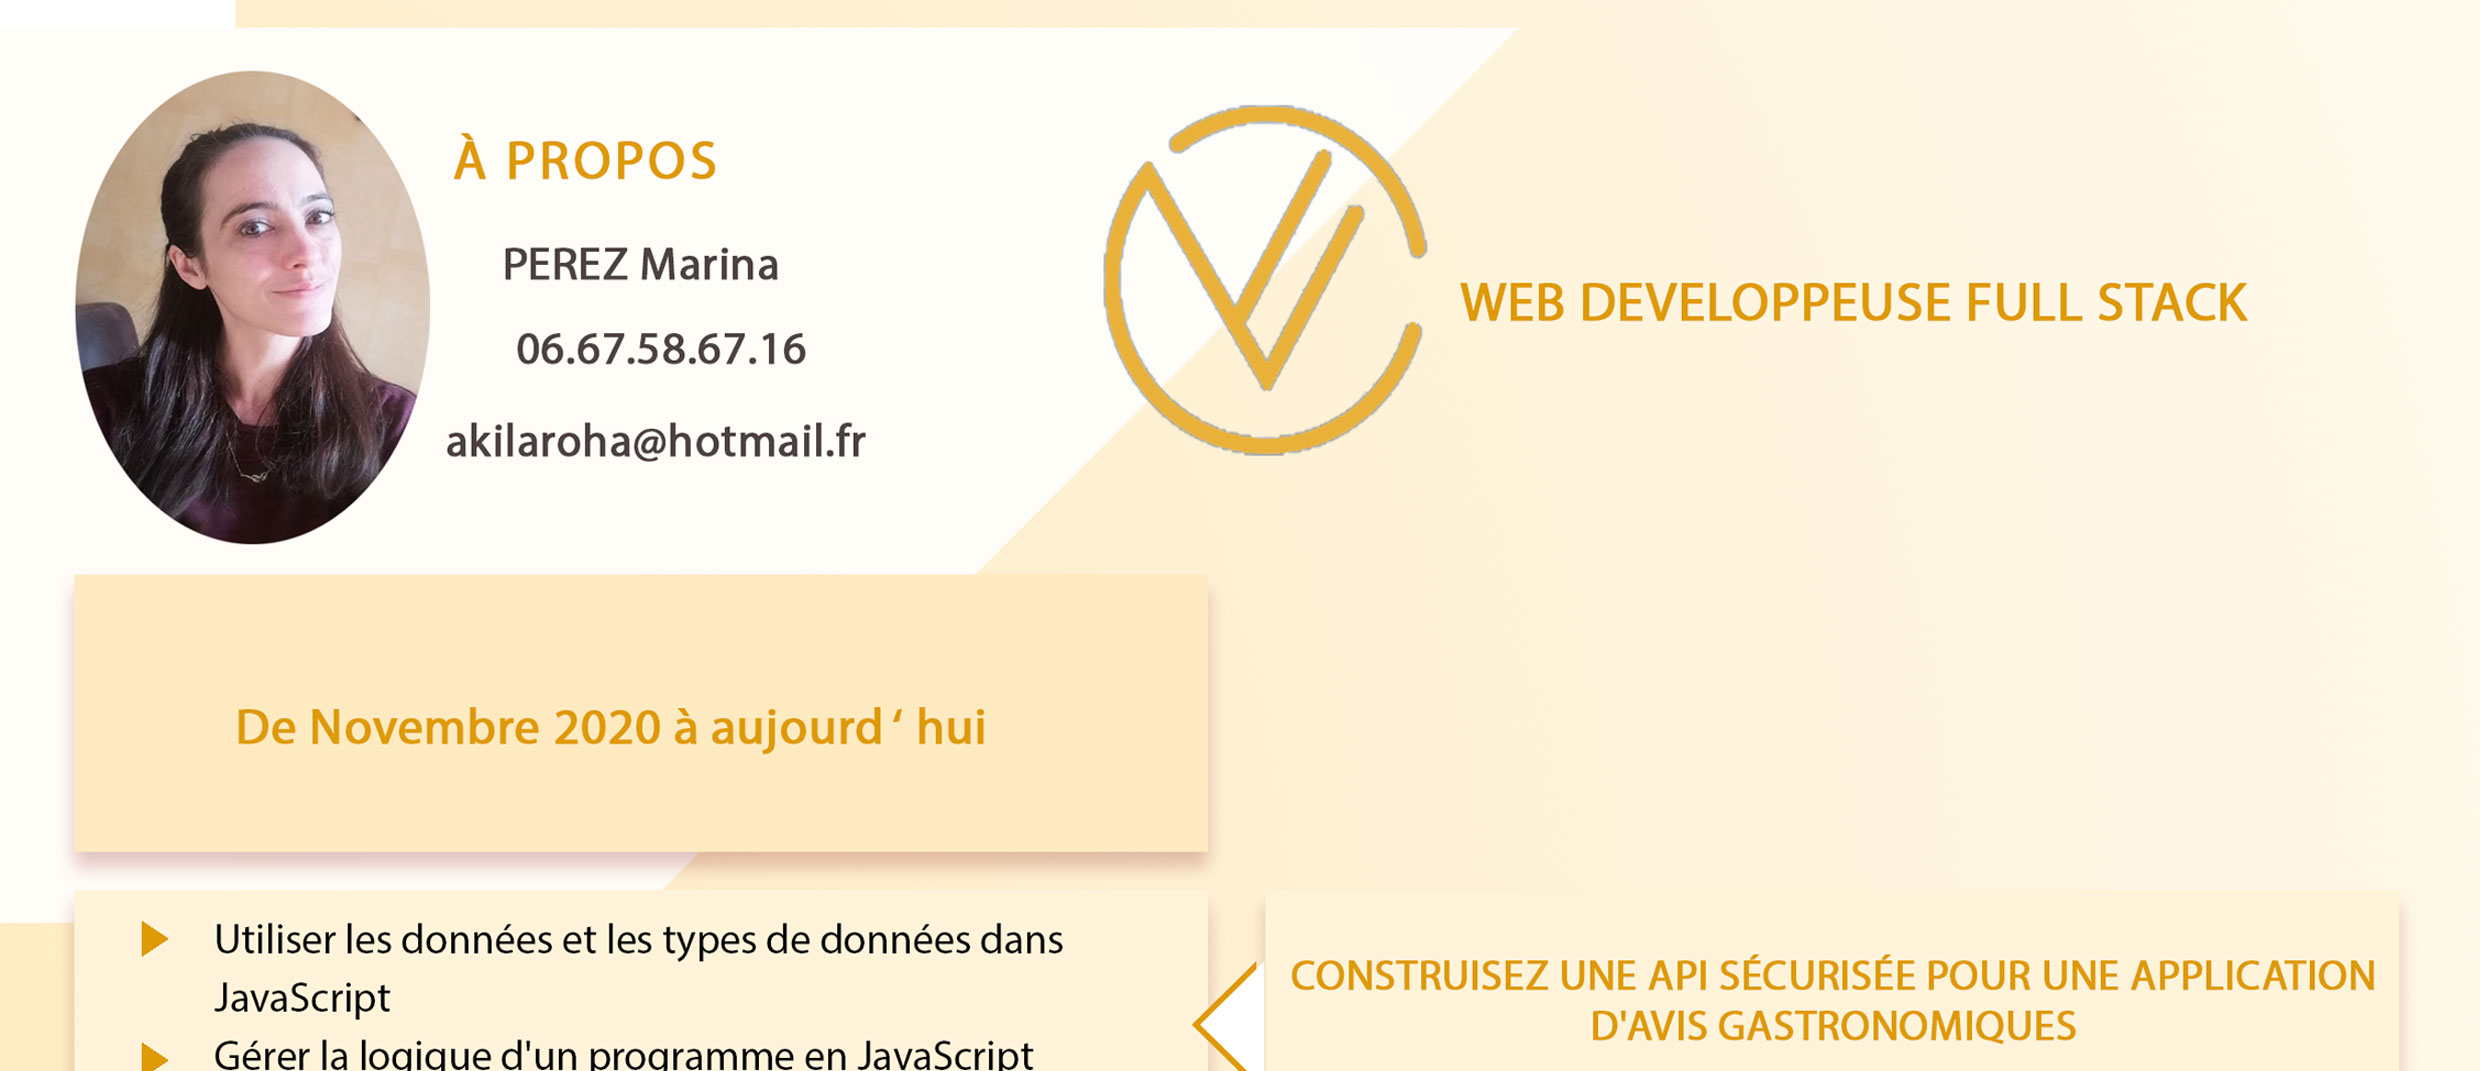 À PROPOS
PEREZ Marina
06.67.58.67.16
akilaroha@hotmail.fr
WEB DEVELOPPEUSE FULL STACK
De Novembre 2020 à aujourd ‘ hui
Utiliser les données et les types de données dans
JavaScript
Gérer la logique d'un programme en JavaScript
CONSTRUISEZ UNE API SÉCURISÉE POUR UNE APPLICATION
D'AVIS GASTRONOMIQUES